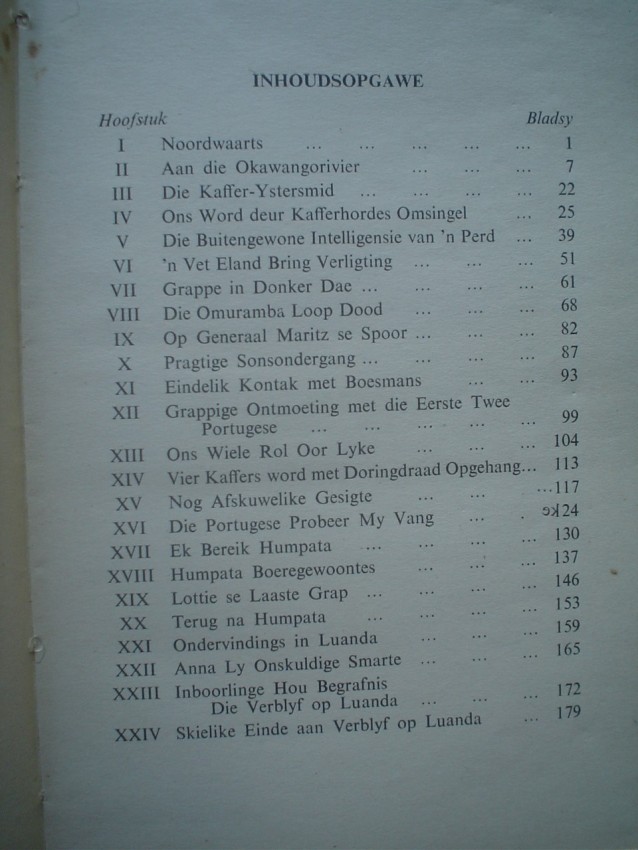 INHOUDSOPGAWE
Hoofstuk Bladsy
I Noordwaarts ... ... ... ... ... 1
II Aan die Okawangorivier ... ... ... 7
III Die Kaffer-Ystersmid ... ... ... ... 22
IV Ons Word deur Kafferhordes Omsingel ... 25
V Die Buitengewone Intelligensie van 'n Perd ... 39
VI 'n Vet Eland Bring Verligting ... ... ... 51
VII Grappe in Donker Dae ... ... ... ... 61
VIII Die Omuramba Loop Dood ... ... ... 68
IX Op Generaal Maritz se Spoor ... ... ... 82
X Pragtige Sonsondergang ... ... ... ... 87
XI Eindelik Kontak met Boesmans ... ... 93
XII Grappige Ontmoeting met die Eerste Twee
Portugese ... ... ... ... ... 99
XIII Ons Wiele Rol Oor Lyke ... ... ... 104
XIV Vier Kaffers word met Doringdraad Opgehang... 113
XV Nog Afskuwelike Gesigte ... ... ...117
XVI Die Portugese Probeer My Vang ... . 124
XVII Ek Bereik Humpata ... ... ... ... 130
XVIII Humpata Boeregewoontes ... ... ... 137
XIX Lottie se Laaste Grap ... ... ... ... 146
XX Terug na Humpata ... ... ... 153
XXI Ondervindings in Luanda ... ... ... 159
XXII Anna Ly Onskuldige Smarte ... ... ... 165
XXIII Inboorlinge Hou Begrafnis
Die Verblyf op Luanda ... ... ... 172
XXIV Skielike Einde aan Verblyf op Luanda ... 179